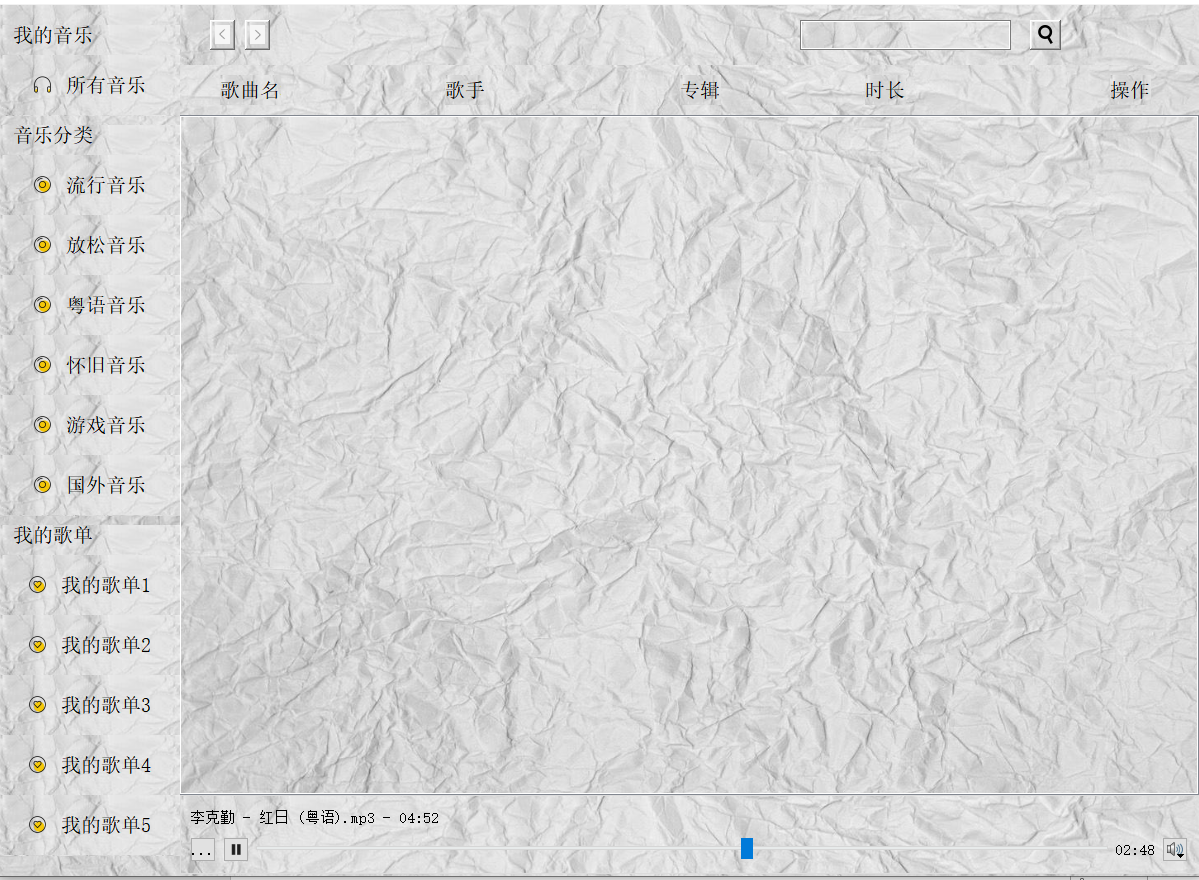 我的音乐
所有音乐
音乐分类
流行音乐
放松音乐
粤语音乐
怀旧音乐
游戏音乐
国外音乐
我的歌单
我的歌单1
我的歌单2
我的歌单3
我的歌单4
我的歌单5
歌曲名 歌手 专辑 时长 操作
李克勤 - 红日 (粤语).mp3 - 04:52
... 02:48